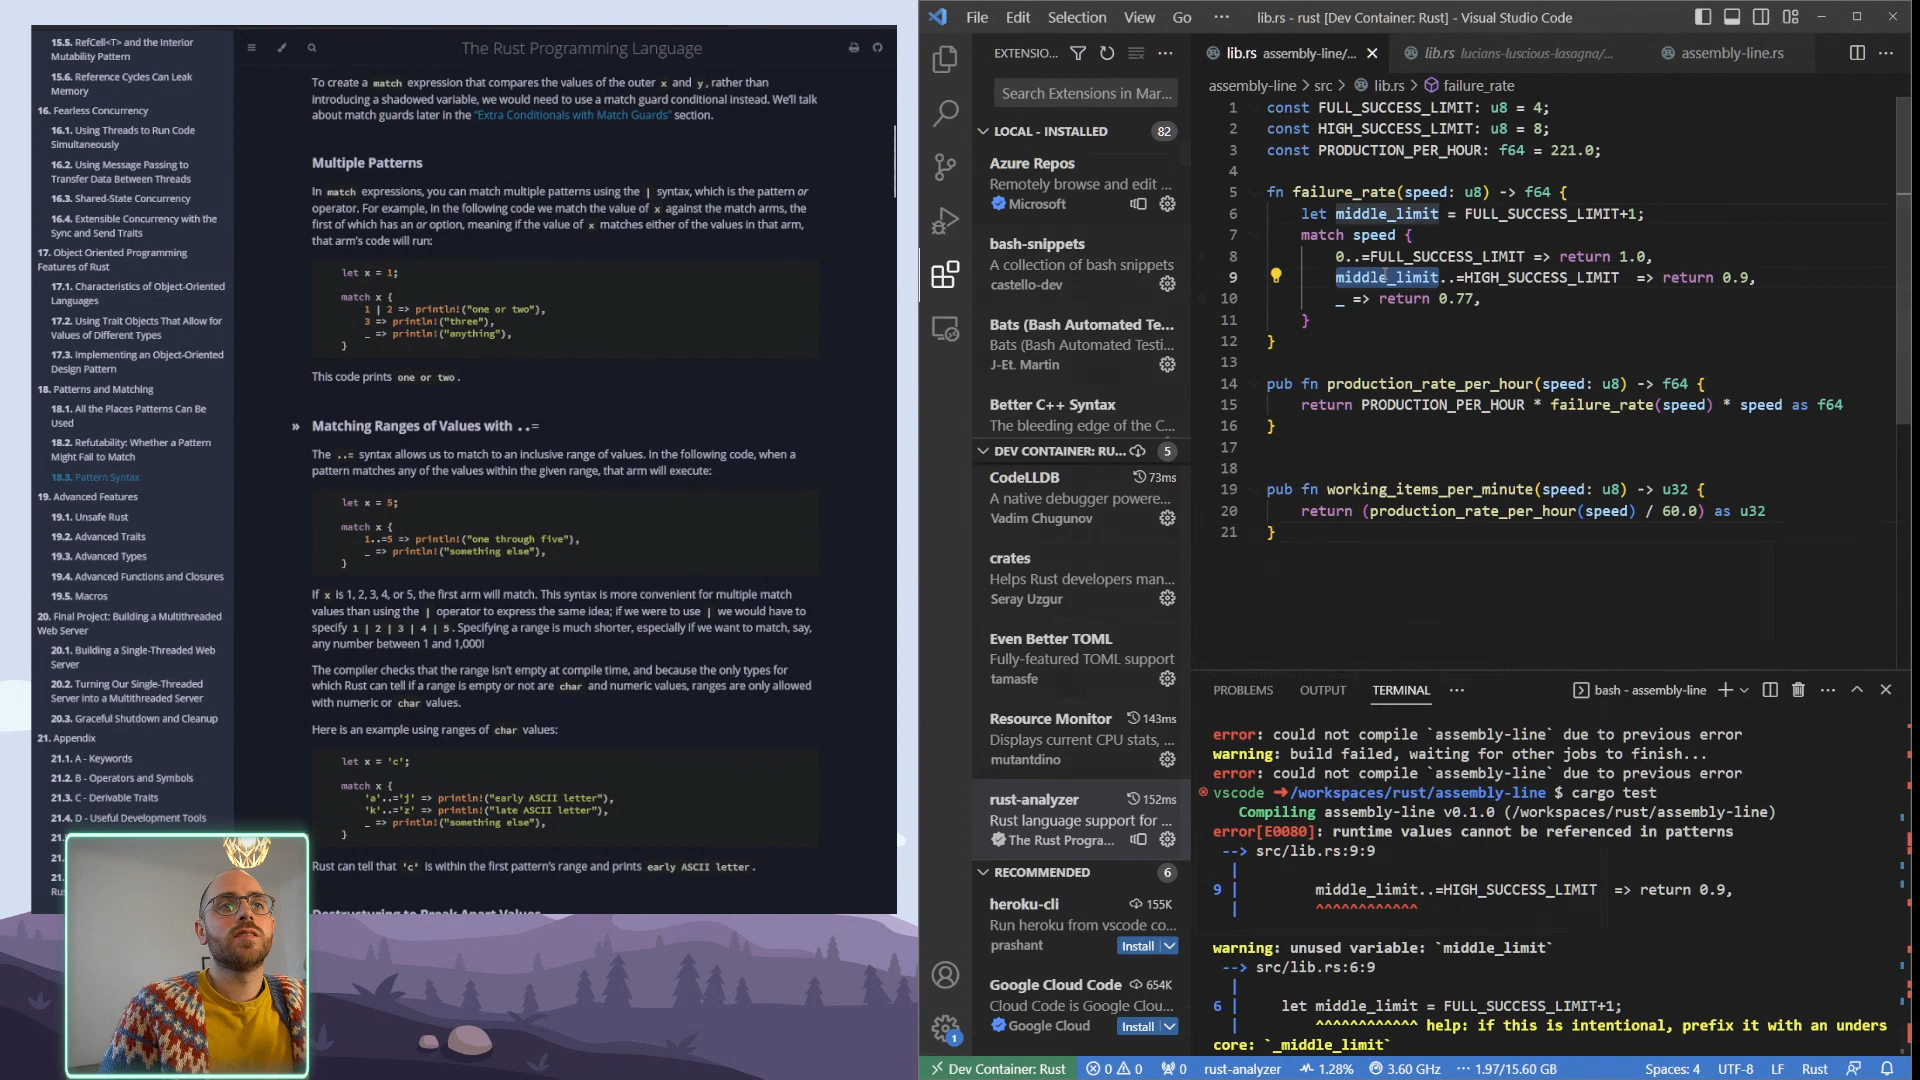 15.5. RefCell<T> and the Interior
Mutability Pattern
15.6. Reference Cycles Can Leak
Memory
16. Fearless Concurrency
16.1. Using Threads to Run Code
Simultaneously
16.2. Using Message Passing to
Transfer Data Between Threads
16.3. Shared-State Concurrency
16.4. Extensible Concurrency with the
Sync and Send Traits
17. Object Oriented Programming
Features of Rust
17.1. Characteristics of Object-Oriented
Languages
17.2. Using Trait Objects That Allow for
Values of Different Types
17.3. Implementing an Object-Oriented
Design Pattern
18. Patterns and Matching
18.1. All the Places Patterns Can Be
Used
18.2. Refutability: Whether a Pattern
Might Fail to Match
18.3. Pattern Syntax
19. Advanced Features
19.1. Unsafe Rust
19.2. Advanced Traits
19.3. Advanced Types
19.4. Advanced Functions and Closures
19.5. Macros
20. Final Project: Building a Multithreaded
Web Server
20.1. Building a Single-Threaded Web
Server
20.2. Turning Our Single-Threaded
Server into a Multithreaded Server
20.3. Graceful Shutdown and Cleanup
21. Appendix
21.1. A - Keywords
21.2. B - Operators and Symbols
21.3. C - Derivable Traits
21.4. D - Useful Development Tools
The Rust Programming Language
To create a match expression that compares the values of the outer x and y, rather than
introducing a shadowed variable, we would need to use a match guard conditional instead. We'll talk
about match guards later in the "Extra Conditionals with Match Guards" section.
Multiple Patterns
In match expressions, you can match multiple patterns using the | syntax, which is the pattern or
operator. For example, in the following code we match the value of x against the match arms, the
first of which has an or option, meaning if the value of x matches either of the values in that arm,
that arm's code will run:
let x = 1;
match x {
1 | 2 => println!("one or two"),
3 => println!("three"),
_ => println!("anything"),
}
This code prints one or two.
» Matching Ranges of Values with ..=
The ..= syntax allows us to match to an inclusive range of values. In the following code, when a
pattern matches any of the values within the given range, that arm will execute:
let x = 5;
match x {
1..=5 => println!("one through five"),
_ => println!("something else"),
}
If x is 1, 2, 3, 4, or 5, the first arm will match. This syntax is more convenient for multiple match
values than using the | operator to express the same idea; if we were to use | we would have to
specify 1 | 2 | 3 | 4 | 5. Specifying a range is much shorter, especially if we want to match, say,
any number between 1 and 1,000!
The compiler checks that the range isn't empty at compile time, and because the only types for
which Rust can tell if a range is empty or not are char and numeric values, ranges are only allowed
with numeric or char values.
Here is an example using ranges of char values:
let x = 'c';
match x {
'a'..='j' => println!("early ASCII letter"),
'k'..='z' => println!("late ASCII letter"),
_ => println!("something else"),
}
Rust can tell that 'c' is within the first pattern's range and prints early ASCII letter.
Destructuring to Break Apart Values
File Edit Selection View Go ··· lib.rs - rust [Dev Container: Rust] - Visual Studio Code
EXTENSIO...
Search Extensions in Mar...
LOCAL - INSTALLED 82
Azure Repos
Remotely browse and edit ...
Microsoft
bash-snippets
A collection of bash snippets
castello-dev
Bats (Bash Automated Te...
Bats (Bash Automated Testi...
J-Et. Martin
Better C++ Syntax
The bleeding edge of the C...
DEV CONTAINER: RU... 5
CodeLLDB 73ms
A native debugger powere...
Vadim Chugunov
crates
Helps Rust developers man...
Seray Uzgur
Even Better TOML
Fully-featured TOML support
tamasfe
Resource Monitor 143ms
Displays current CPU stats, ...
mutantdino
rust-analyzer 152ms
Rust language support for ...
The Rust Progra...
RECOMMENDED 6
heroku-cli 155K
Run heroku from vscode co...
prashant Install
Google Cloud Code 654K
Cloud Code is Google Clou...
Google Cloud Install
lib.rs assembly-line/... lib.rs lucians-luscious-lasagna/... assembly-line.rs
assembly-line > src > lib.rs > failure_rate
1 const FULL_SUCCESS_LIMIT: u8 = 4;
2 const HIGH_SUCCESS_LIMIT: u8 = 8;
3 const PRODUCTION_PER_HOUR: f64 = 221.0;
4
5 fn failure_rate(speed: u8) -> f64 {
6 let middle_limit = FULL_SUCCESS_LIMIT+1;
7 match speed {
8 0..=FULL_SUCCESS_LIMIT => return 1.0,
9 middle_limit..=HIGH_SUCCESS_LIMIT => return 0.9,
10 _ => return 0.77,
11 }
12 }
13
14 pub fn production_rate_per_hour(speed: u8) -> f64 {
15 return PRODUCTION_PER_HOUR * failure_rate(speed) * speed as f64
16 }
17
18
19 pub fn working_items_per_minute(speed: u8) -> u32 {
20 return (production_rate_per_hour(speed) / 60.0) as u32
21 }
PROBLEMS OUTPUT TERMINAL ··· bash - assembly-line
error: could not compile `assembly-line` due to previous error
warning: build failed, waiting for other jobs to finish...
error: could not compile `assembly-line` due to previous error
vscode ➜ /workspaces/rust/assembly-line $ cargo test
Compiling assembly-line v0.1.0 (/workspaces/rust/assembly-line)
error[E0080]: runtime values cannot be referenced in patterns
--> src/lib.rs:9:9
|
9 | middle_limit..=HIGH_SUCCESS_LIMIT => return 0.9,
| ^^^^^^^^^^^^
warning: unused variable: `middle_limit`
--> src/lib.rs:6:9
|
6 | let middle_limit = FULL_SUCCESS_LIMIT+1;
| ^^^^^^^^^^^^ help: if this is intentional, prefix it with an unders
core: `_middle_limit`
1
Dev Container: Rust 0 0 0 rust-analyzer 1.28% 3.60 GHz ··· 1.97/15.60 GB Spaces: 4 UTF-8 LF Rust